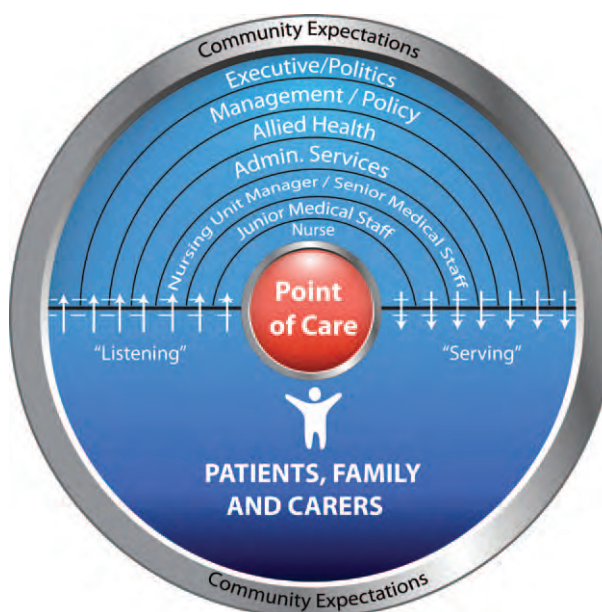 Community Expectations
Executive/Politics
Management / Policy
Allied Health
Admin. Services
Nursing Unit Manager / Senior Medical Staff
Junior Medical Staff
Nurse
Point
of Care
"Listening"
"Serving"
PATIENTS, FAMILY
AND CARERS
Community Expectations